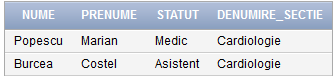 NUME PRENUME STATUT DENUMIRE_SECTIE
Popescu Marian Medic Cardiologie
Burcea Costel Asistent Cardiologie